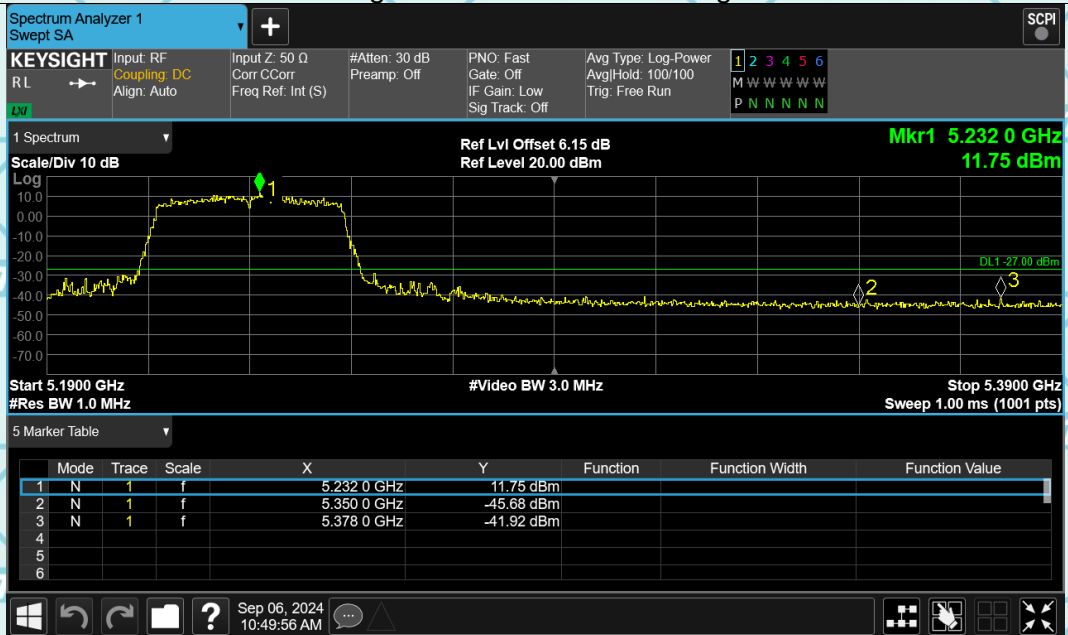 Spectrum Analyzer 1
Swept SA
+
SCPI
KEYSIGHT
RL
LXI
Input: RF
Coupling: DC
Align: Auto
Input Z: 50 Ω
Corr CCorr
Freq Ref: Int (S)
#Atten: 30 dB
Preamp: Off
PNO: Fast
Gate: Off
IF Gain: Low
Sig Track: Off
Avg Type: Log-Power
Avg|Hold: 100/100
Trig: Free Run
1 2 3 4 5 6
M W W W W W
P N N N N N
1 Spectrum
Scale/Div 10 dB
Ref Lvl Offset 6.15 dB
Ref Level 20.00 dBm
Mkr1 5.232 0 GHz
11.75 dBm
Log
10.0
0.00
-10.0
-20.0
-30.0
-40.0
-50.0
-60.0
-70.0
1
DL1 -27.00 dBm
2
3
Start 5.1900 GHz
#Video BW 3.0 MHz
Stop 5.3900 GHz
#Res BW 1.0 MHz
Sweep 1.00 ms (1001 pts)
5 Marker Table
Mode Trace Scale X Y Function Function Width Function Value
1 N 1 f 5.232 0 GHz 11.75 dBm
2 N 1 f 5.350 0 GHz -45.68 dBm
3 N 1 f 5.378 0 GHz -41.92 dBm
4
5
6
?
Sep 06, 2024
10:49:56 AM